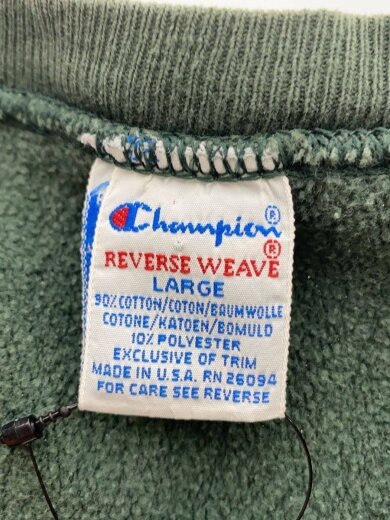 Champion®
REVERSE WEAVE®
LARGE
90% COTTON/COTON/BAUMWOLLE
COTONE/KATOEN/BOMULD
10% POLYESTER
EXCLUSIVE OF TRIM
MADE IN U.S.A. RN 26094
FOR CARE SEE REVERSE